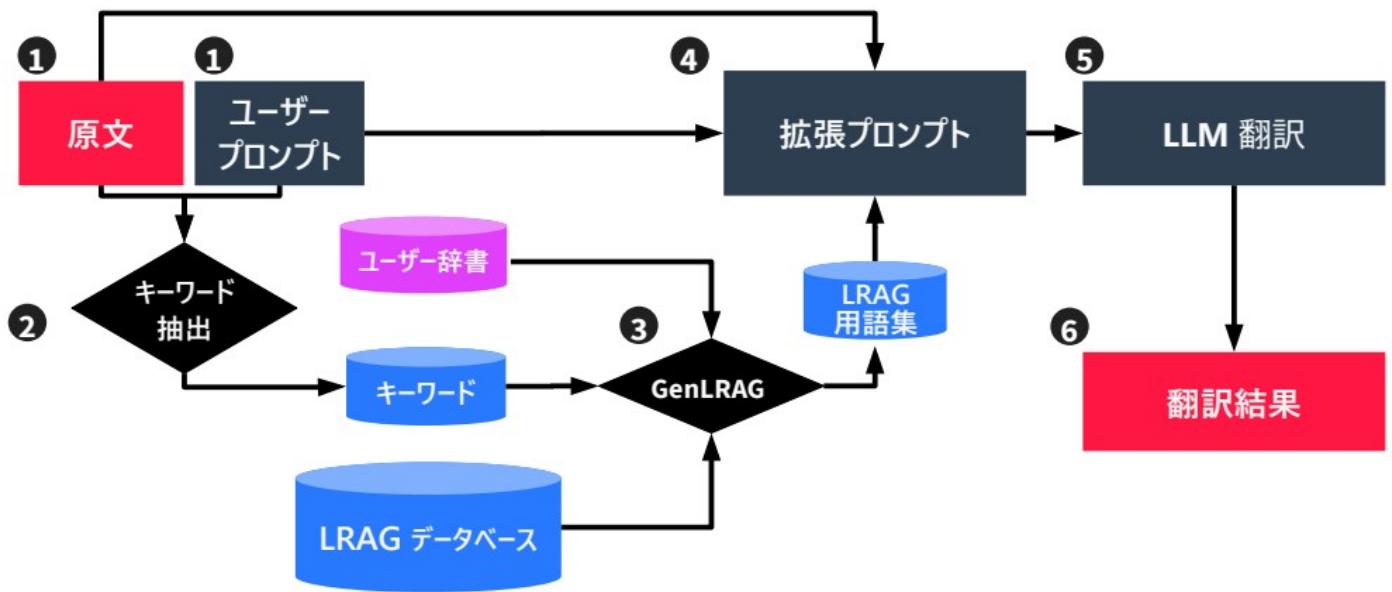 ❶
原文
❶
ユーザー
プロンプト
❹
拡張プロンプト
❺
LLM 翻訳
❷
キーワード
抽出
ユーザー辞書
キーワード
LRAG データベース
❸
GenLRAG
LRAG
用語集
❻
翻訳結果